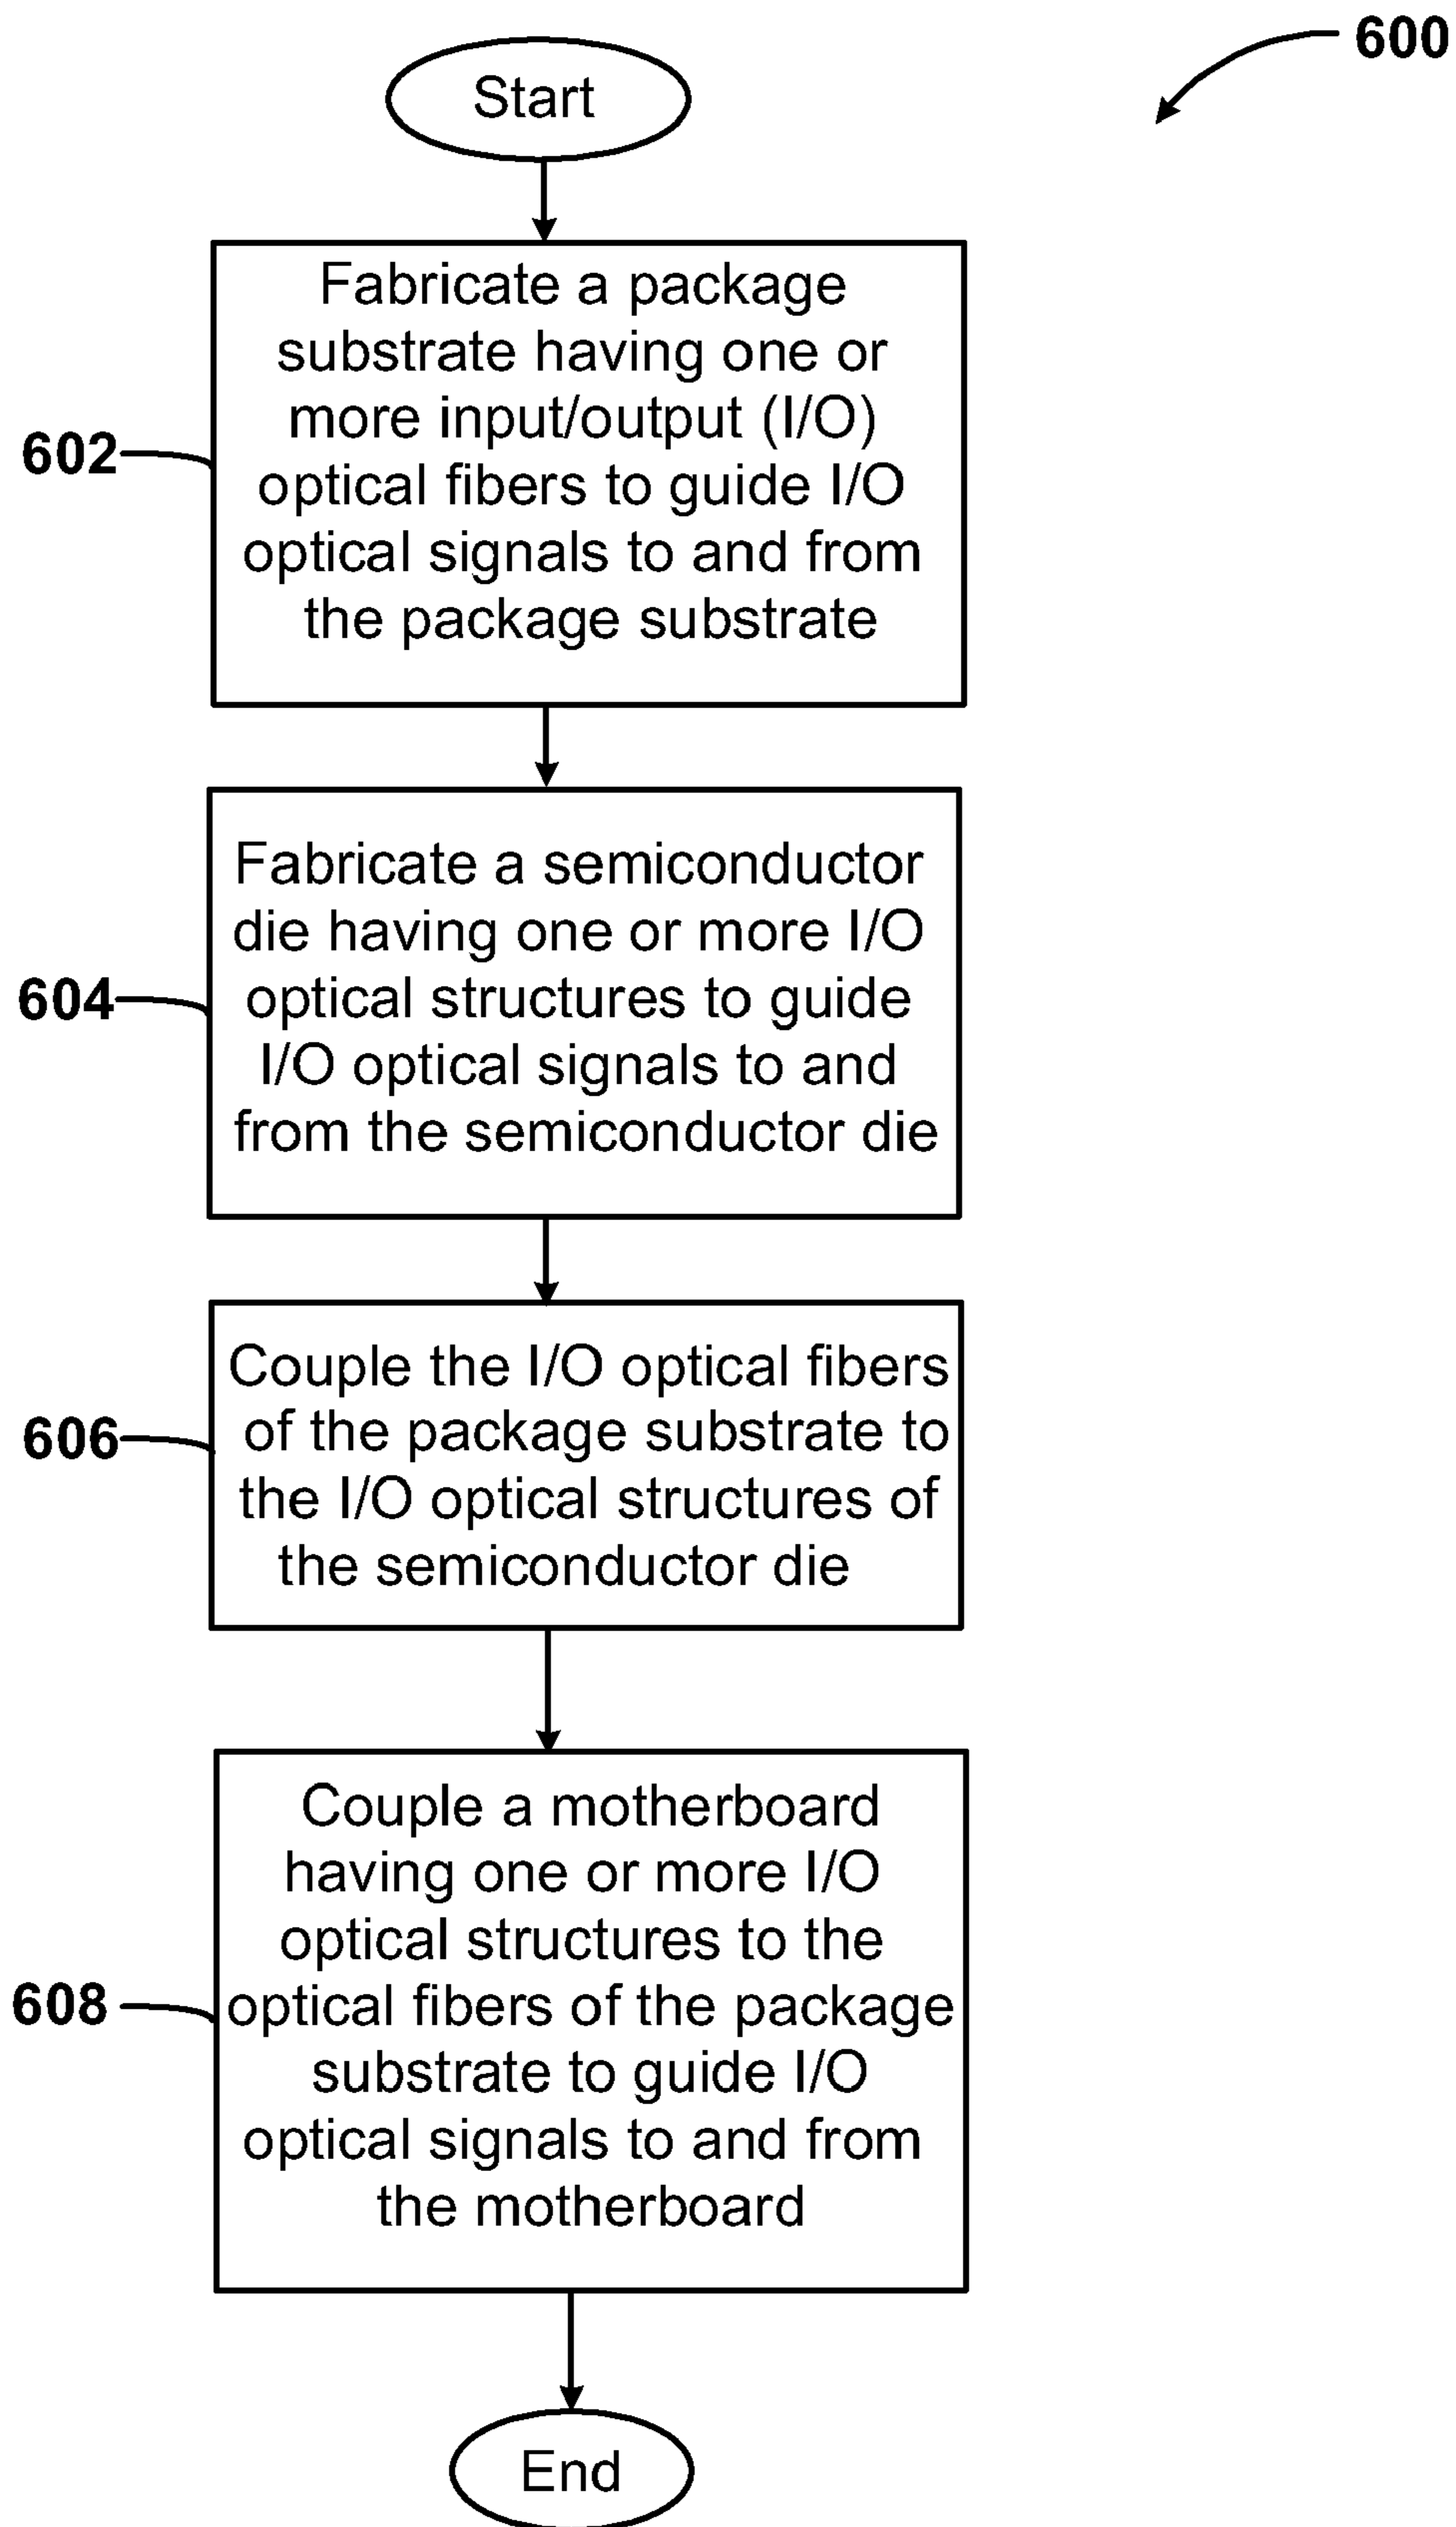 600
Start
602
Fabricate a package
substrate having one or
more input/output (I/O)
optical fibers to guide I/O
optical signals to and from
the package substrate
604
Fabricate a semiconductor
die having one or more I/O
optical structures to guide
I/O optical signals to and
from the semiconductor die
606
Couple the I/O optical fibers
of the package substrate to
the I/O optical structures of
the semiconductor die
608
Couple a motherboard
having one or more I/O
optical structures to the
optical fibers of the package
substrate to guide I/O
optical signals to and from
the motherboard
End